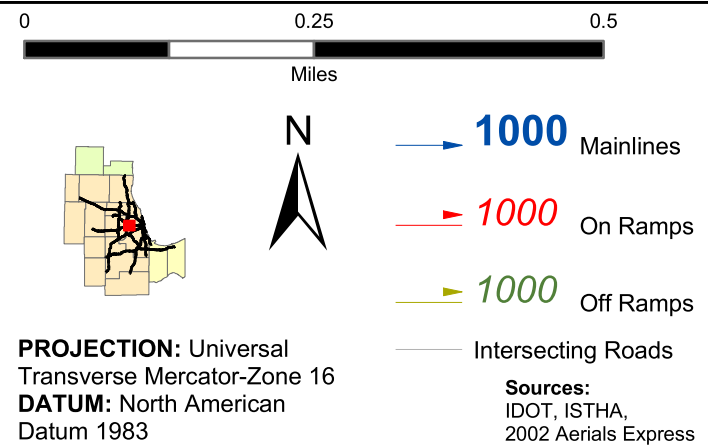 0 0.25 0.5
Miles
N
1000 Mainlines
1000 On Ramps
1000 Off Ramps
Intersecting Roads
PROJECTION: Universal
Transverse Mercator-Zone 16
DATUM: North American
Datum 1983
Sources:
IDOT, ISTHA,
2002 Aerials Express